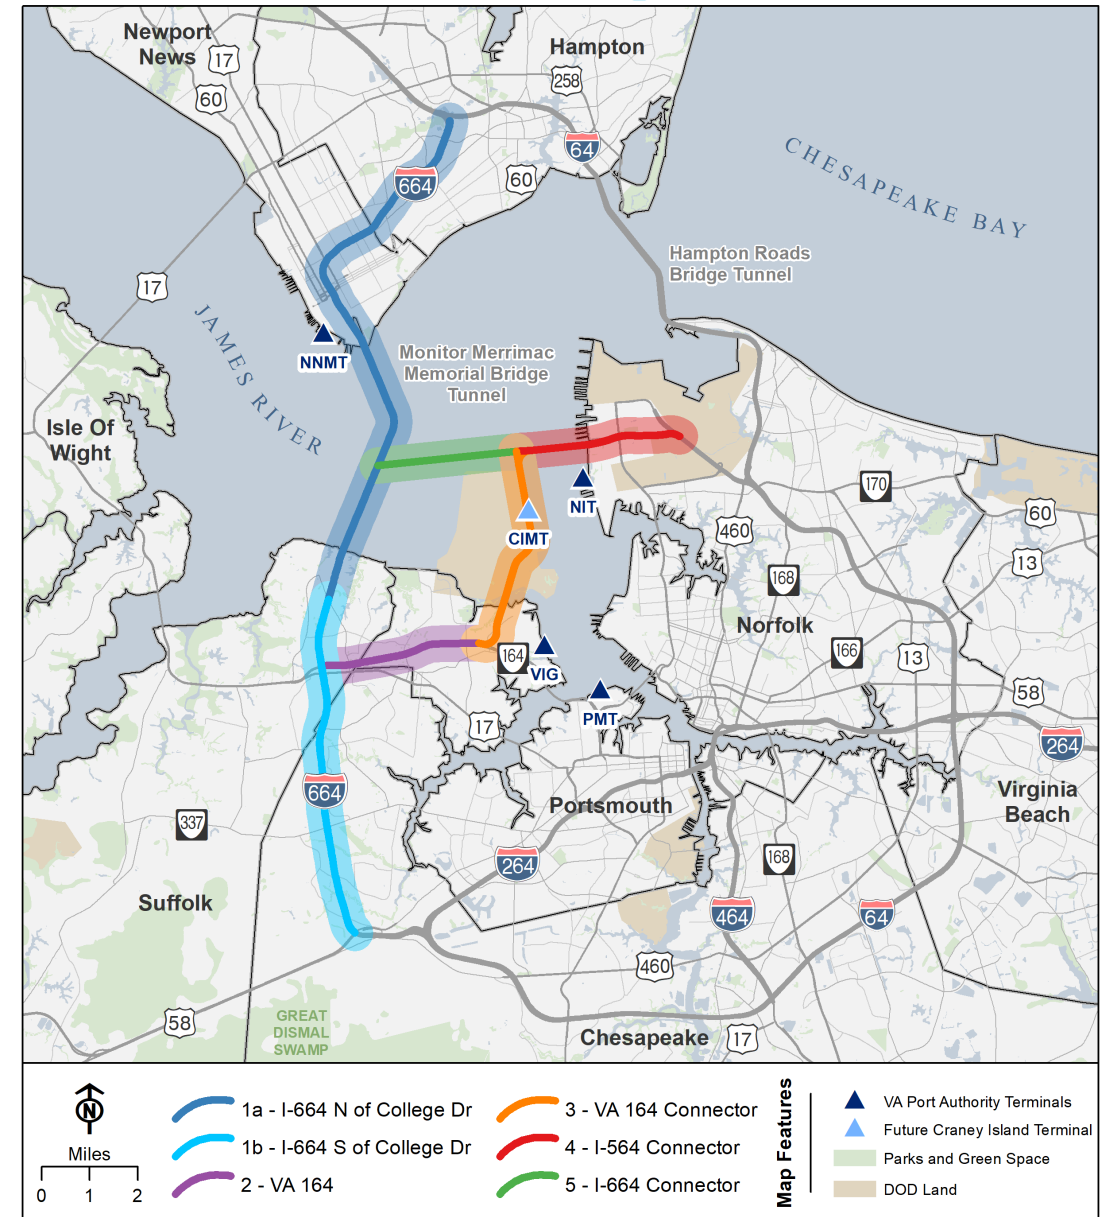 Newport
News
17
60
Hampton
258
64
664
60
CHESAPEAKE BAY
Hampton Roads
Bridge Tunnel
17
JAMES RIVER
NNMT
Monitor Merrimac
Memorial Bridge
Tunnel
Isle Of
Wight
NIT
170
CIMT
460
60
13
168
Norfolk
164
166
13
VIG
58
17
PMT
264
664
Portsmouth
Virginia
Beach
337
264
168
Suffolk
464
64
460
GREAT
DISMAL
SWAMP
58
Chesapeake
17
N
Miles
0 1 2
1a - I-664 N of College Dr
1b - I-664 S of College Dr
2 - VA 164
3 - VA 164 Connector
4 - I-564 Connector
5 - I-664 Connector
Map Features
VA Port Authority Terminals
Future Craney Island Terminal
Parks and Green Space
DOD Land